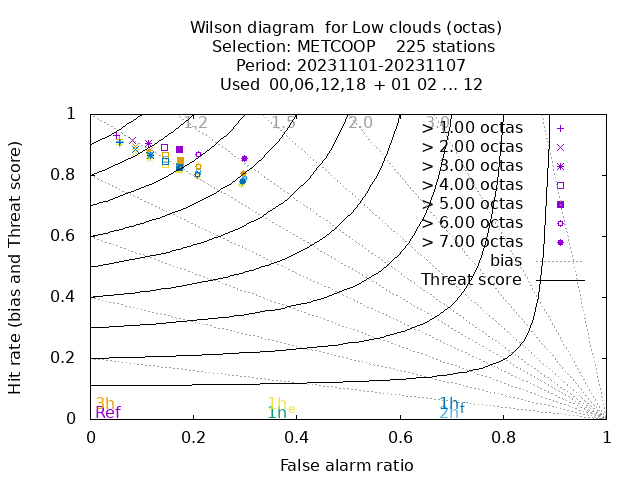 Wilson diagram  for Low clouds (octas)
Selection: METCOOP    225 stations
Period: 20231101-20231107
Used  00,06,12,18 + 01 02 ... 12
1.2 1.5 2.0 3.0
> 1.00 octas
> 2.00 octas
> 3.00 octas
> 4.00 octas
> 5.00 octas
> 6.00 octas
> 7.00 octas
bias
Threat score
1
0.8
0.6
0.4
0.2
0
Hit rate (bias and Threat score)
3h 1h_e 1h_f
Ref 1h 2h
0 0.2 0.4 0.6 0.8 1
False alarm ratio